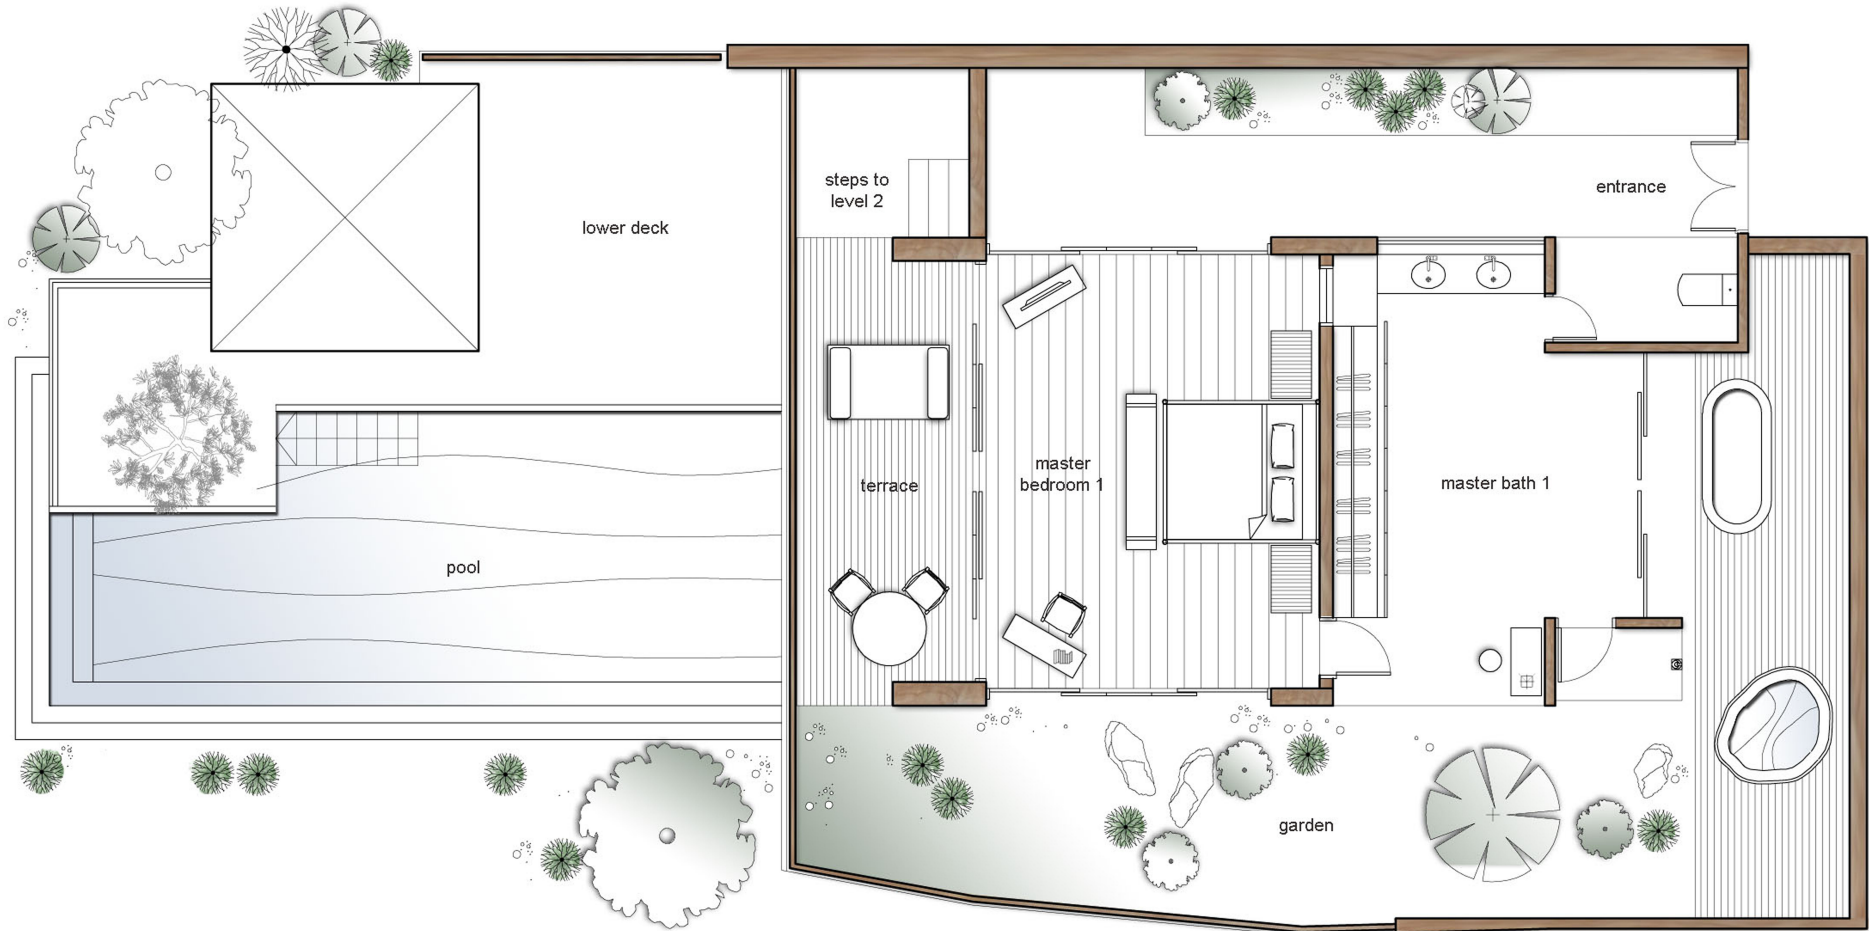 steps to
level 2
entrance
lower deck
master
bedroom 1
master bath 1
terrace
pool
garden